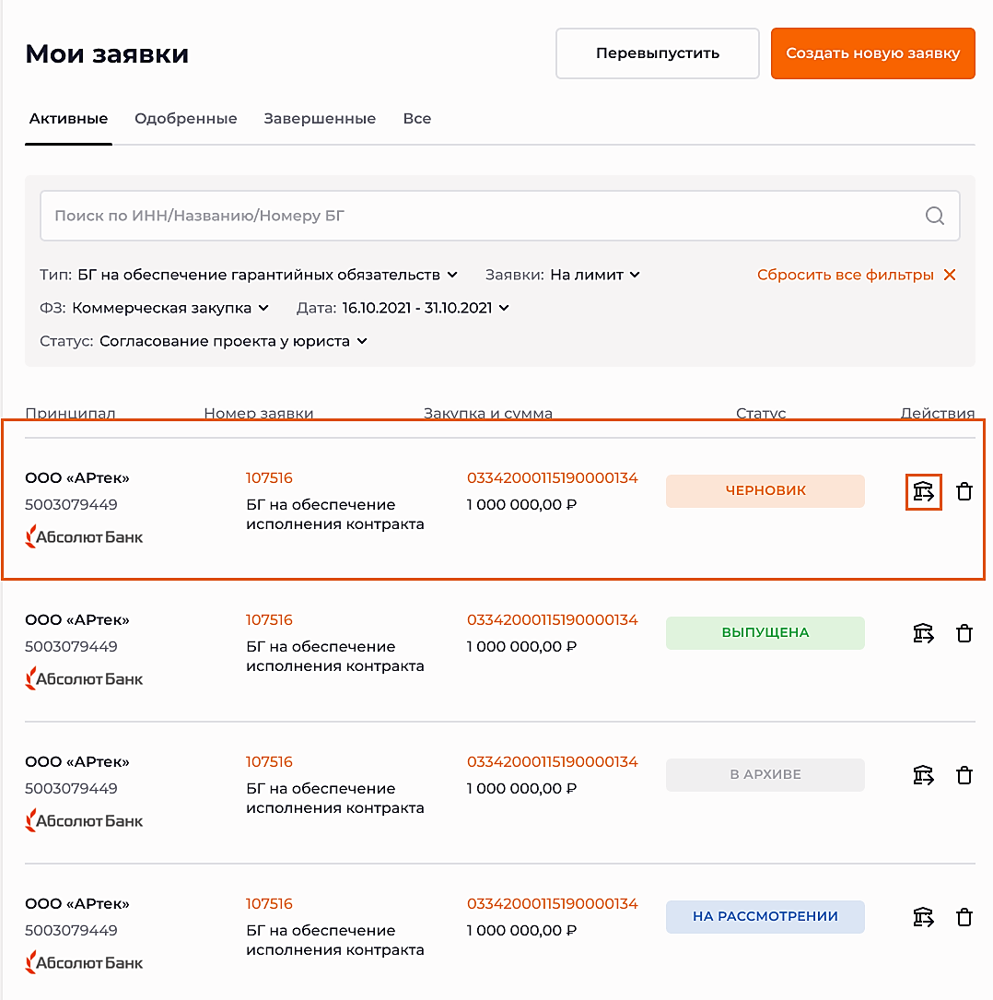 Мои заявки
Перевыпустить
Создать новую заявку
Активные Одобренные Завершенные Все
Поиск по ИНН/Названию/Номеру БГ
Тип: БГ на обеспечение гарантийных обязательств Заявки: На лимит Сбросить все фильтры
ФЗ: Коммерческая закупка Дата: 16.10.2021 - 31.10.2021
Статус: Согласование проекта у юриста
Принципал Номер заявки Закупка и сумма Статус Действия
ООО «АРтек» 107516 03342000115190000134 ЧЕРНОВИК
5003079449 БГ на обеспечение 1 000 000,00 ₽
исполнения контракта
Абсолют Банк
ООО «АРтек» 107516 03342000115190000134 ВЫПУЩЕНА
5003079449 БГ на обеспечение 1 000 000,00 ₽
исполнения контракта
Абсолют Банк
ООО «АРтек» 107516 03342000115190000134 В АРХИВЕ
5003079449 БГ на обеспечение 1 000 000,00 ₽
исполнения контракта
Абсолют Банк
ООО «АРтек» 107516 03342000115190000134 НА РАССМОТРЕНИИ
5003079449 БГ на обеспечение 1 000 000,00 ₽
исполнения контракта
Абсолют Банк